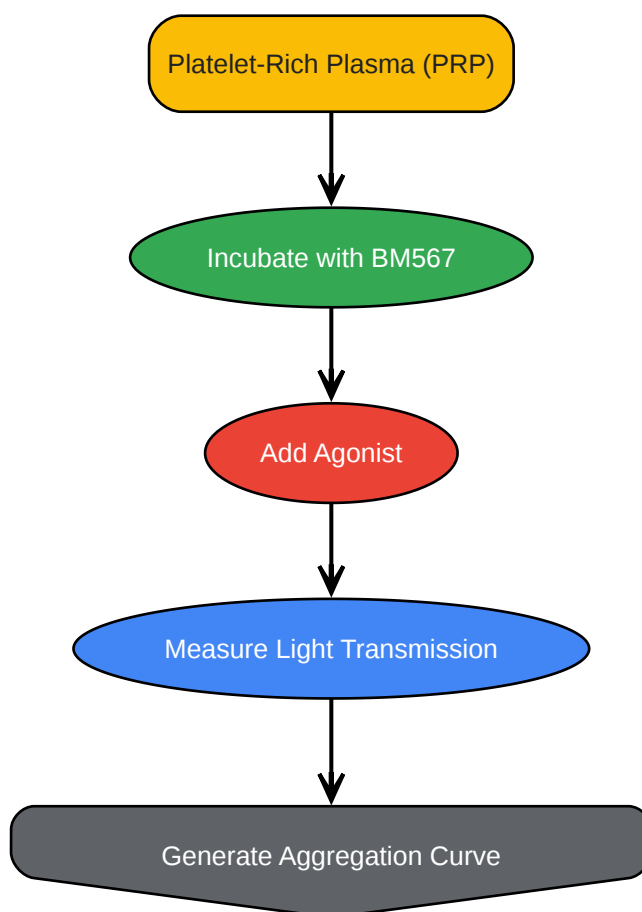 Platelet-Rich Plasma (PRP)
Incubate with BM567
Add Agonist
Measure Light Transmission
Generate Aggregation Curve